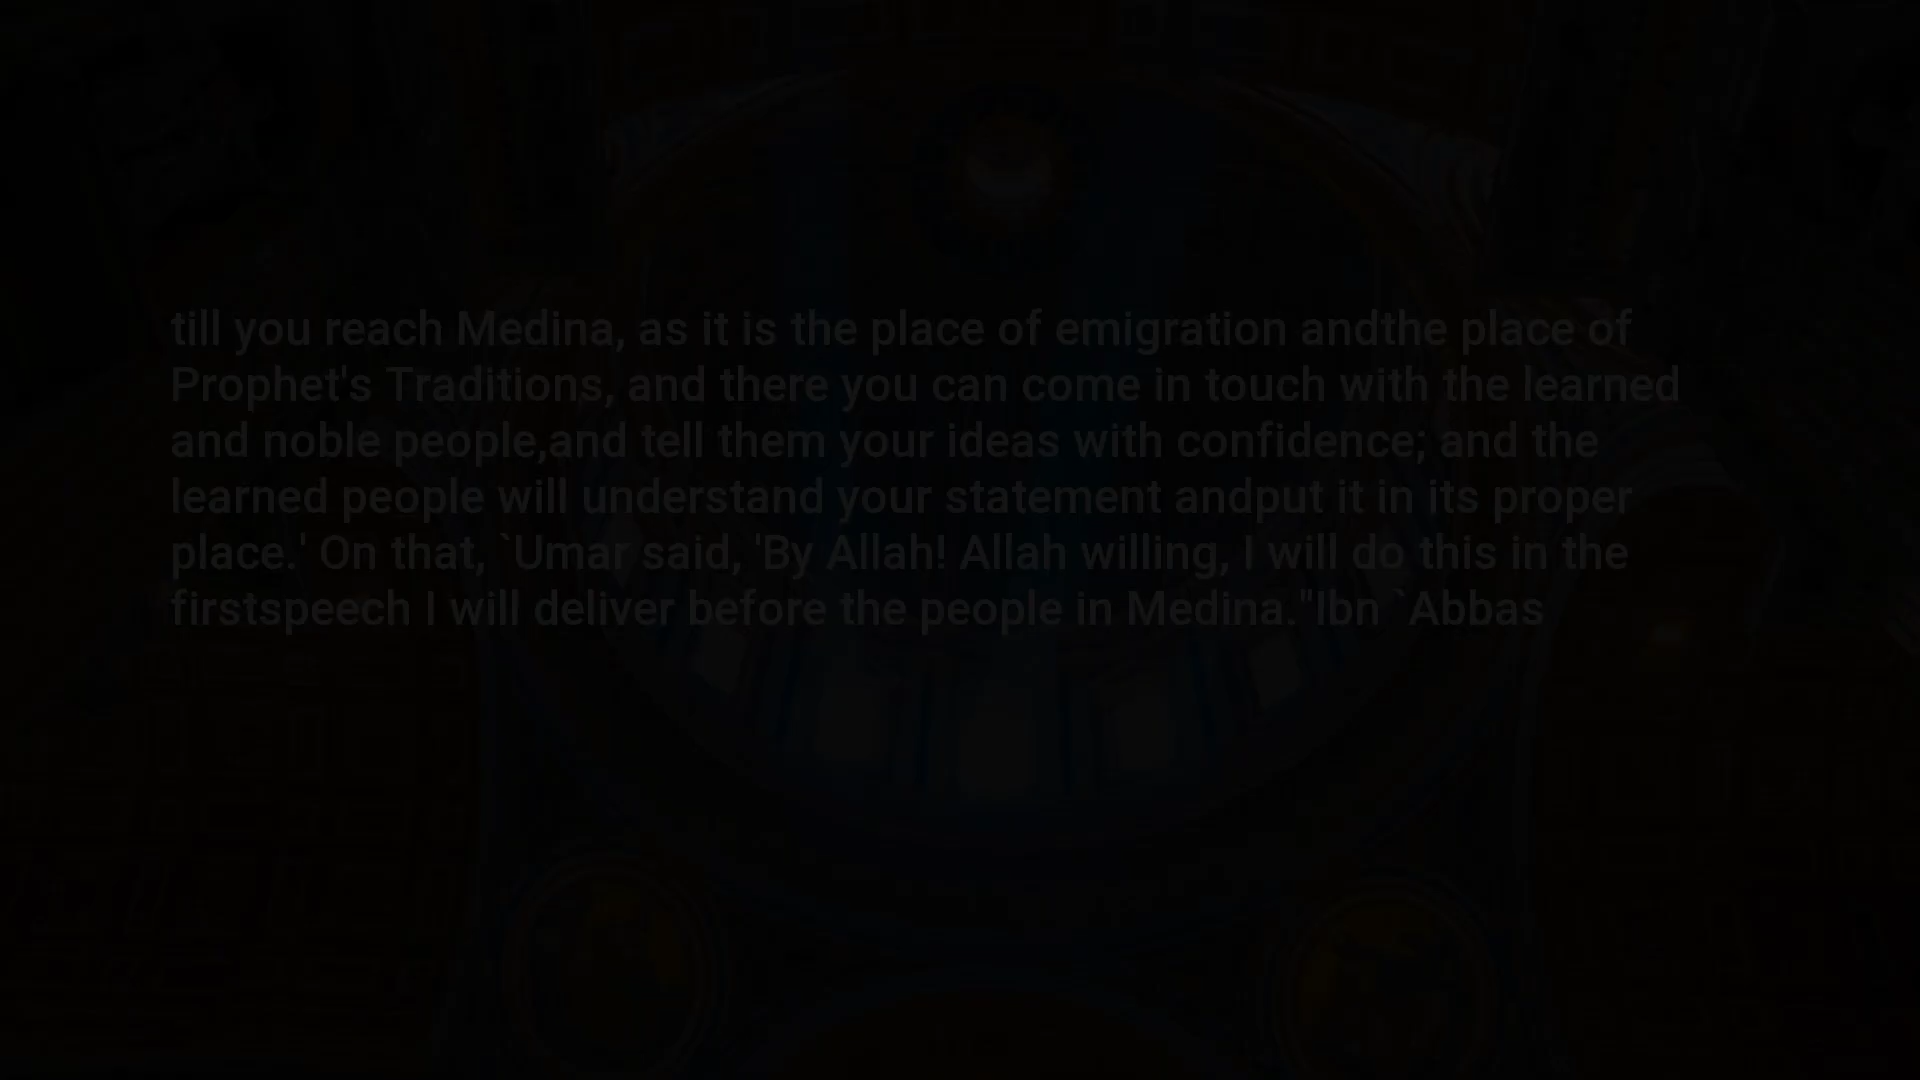 till you reach Medina, as it is the place of emigration andthe place of
Prophet's Traditions, and there you can come in touch with the learned
and noble people,and tell them your ideas with confidence; and the
learned people will understand your statement andput it in its proper
place.' On that, `Umar said, 'By Allah! Allah willing, I will do this in the
firstspeech I will deliver before the people in Medina."Ibn `Abbas